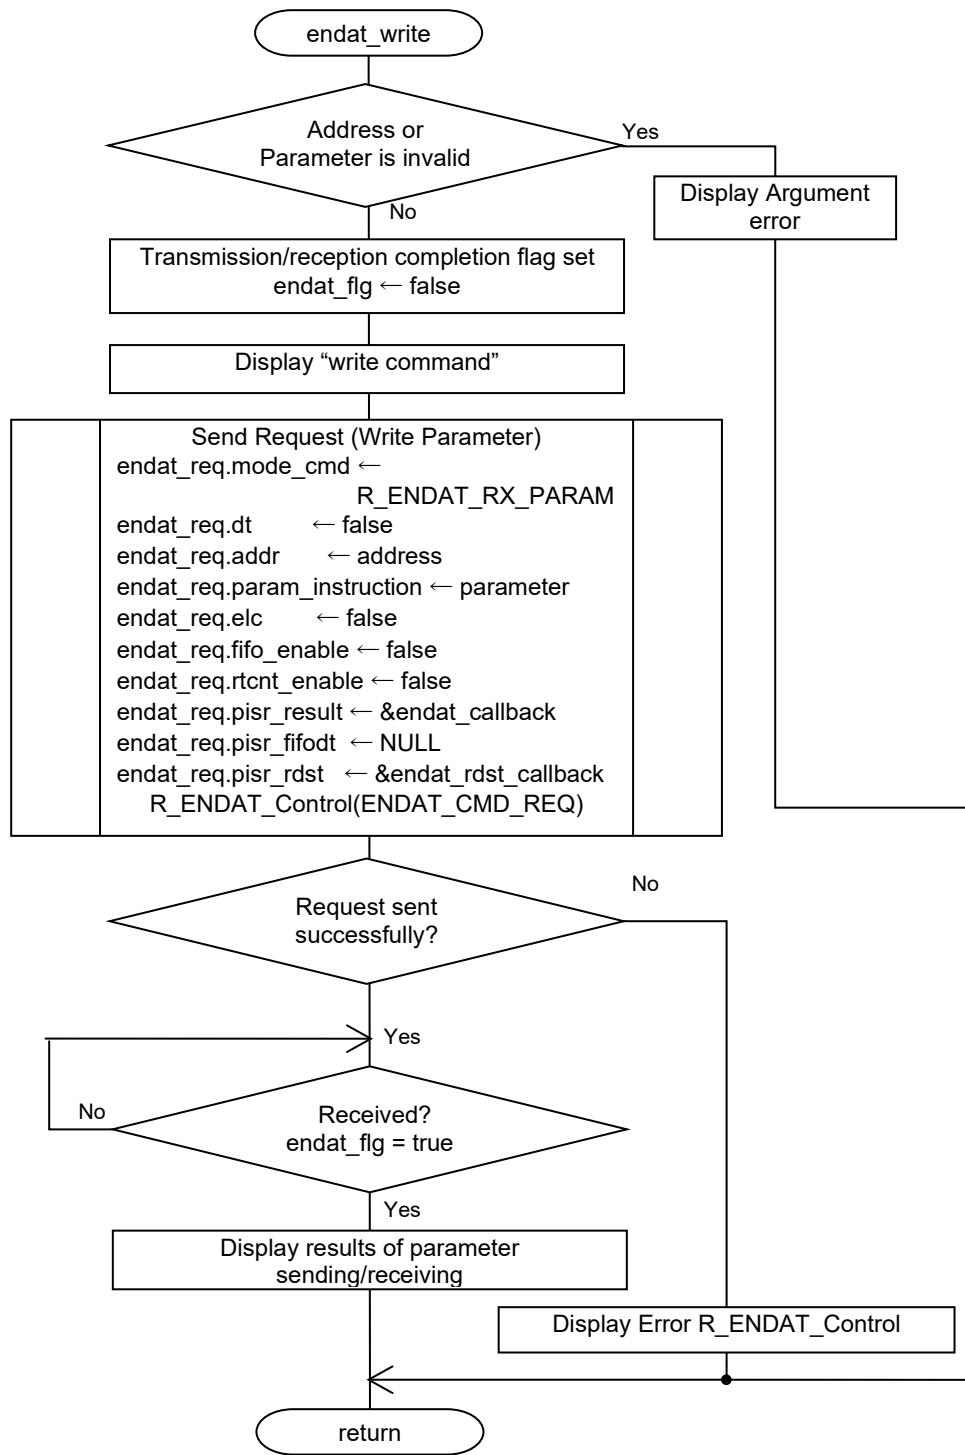 endat_write
Address or
Parameter is invalid
Yes
No
Display Argument
error
Transmission/reception completion flag set
endat_flg ← false
Display “write command”
Send Request (Write Parameter)
endat_req.mode_cmd ←
R_ENDAT_RX_PARAM
endat_req.dt ← false
endat_req.addr ← address
endat_req.param_instruction ← parameter
endat_req.elc ← false
endat_req.fifo_enable ← false
endat_req.rtcnt_enable ← false
endat_req.pisr_result ← &endat_callback
endat_req.pisr_fifodt ← NULL
endat_req.pisr_rdst ← &endat_rdst_callback
R_ENDAT_Control(ENDAT_CMD_REQ)
No
Request sent
successfully?
Yes
No
Received?
endat_flg = true
Yes
Display results of parameter
sending/receiving
Display Error R_ENDAT_Control
return